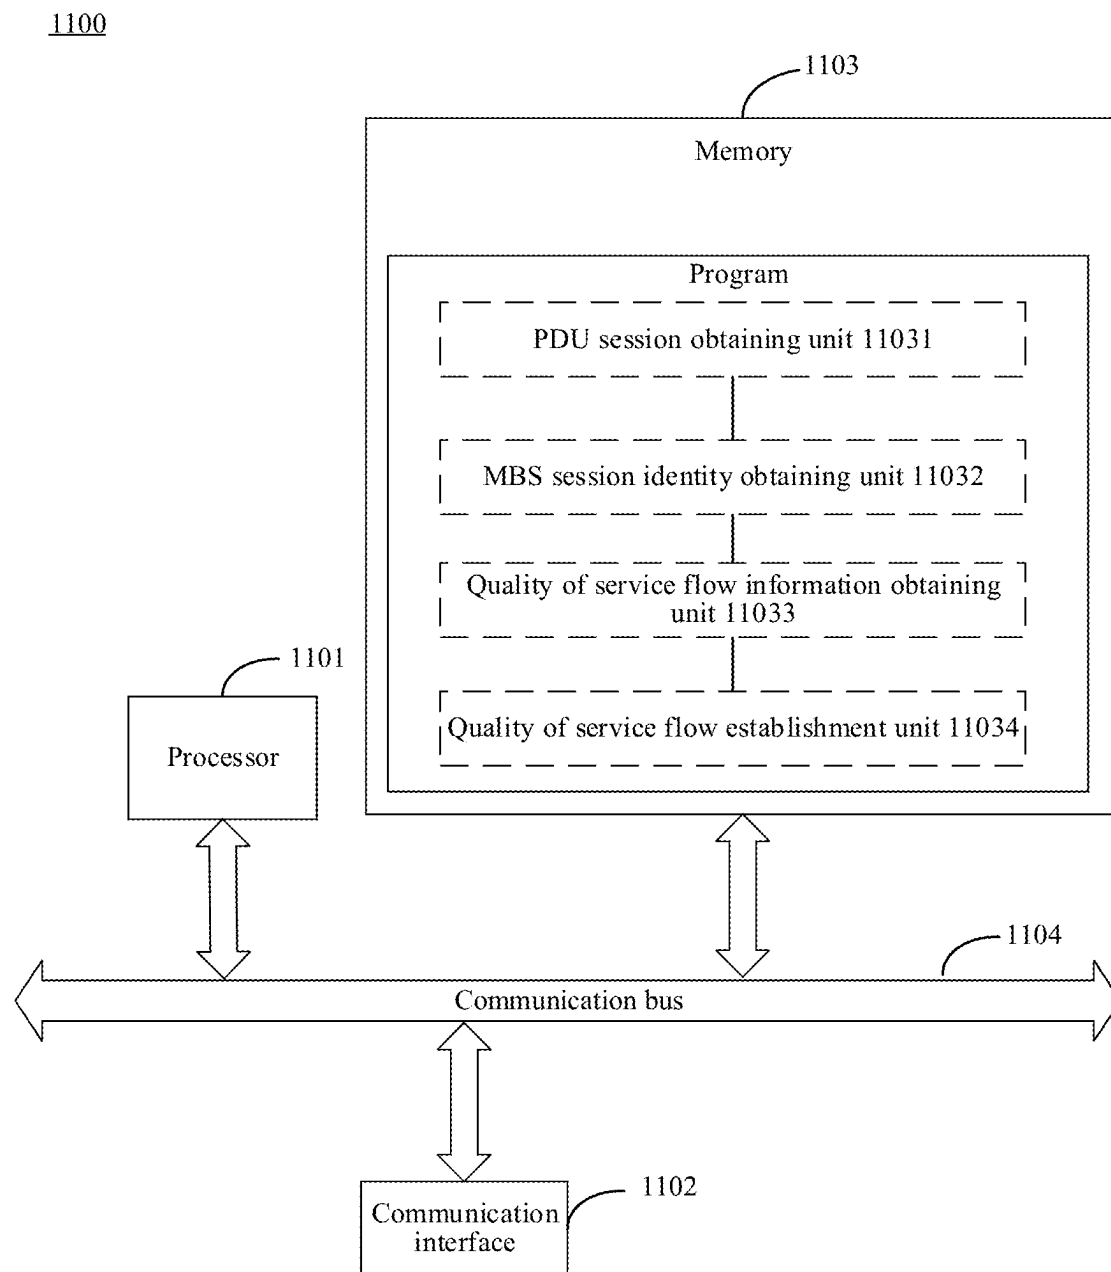 1100
1103
Memory
Program
PDU session obtaining unit 11031
MBS session identity obtaining unit 11032
Quality of service flow information obtaining
unit 11033
1101
Quality of service flow establishment unit 11034
Processor
1104
Communication bus
1102
Communication
interface